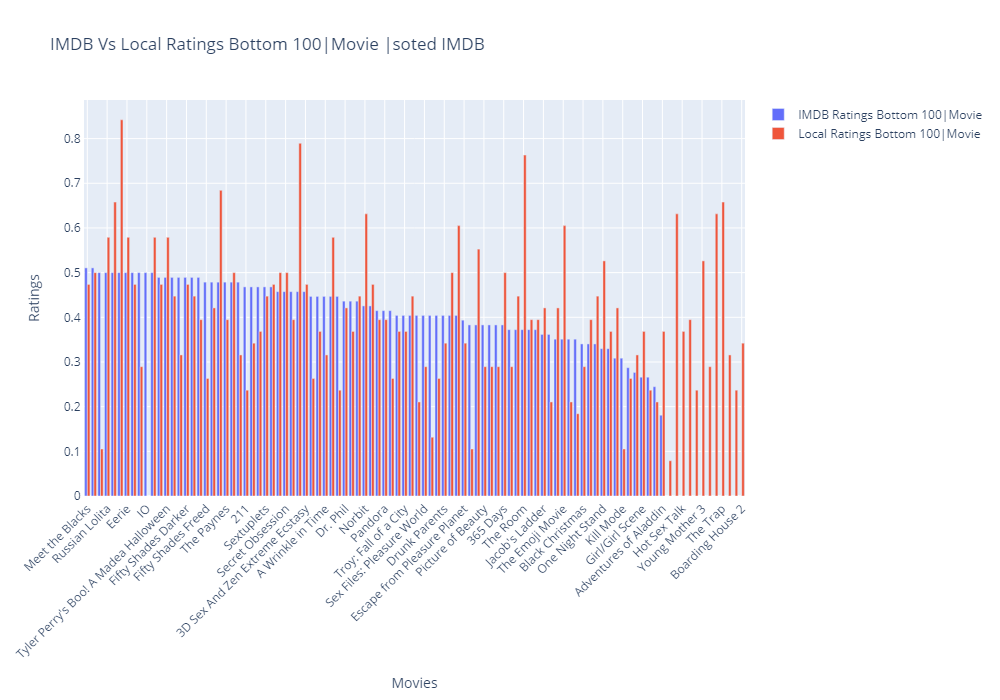 IMDB Vs Local Ratings Bottom 100|Movie |soted IMDB
IMDB Ratings Bottom 100|Movie
Local Ratings Bottom 100|Movie
0.8
0.7
0.6
0.5
0.4
0.3
0.2
0.1
0
Ratings
Meet the Blacks
Russian Lolita
Eerie
IO
Tyler Perry's Boo! A Madea Halloween
Fifty Shades Darker
Fifty Shades Freed
The Paynes
211
Sextuplets
Secret Obsession
3D Sex And Zen Extreme Ecstasy
A Wrinkle in Time
Dr. Phil
Norbit
Pandora
Troy: Fall of a City
Sex Files: Pleasure World
Drunk Parents
Escape from Pleasure Planet
Picture of Beauty
365 Days
The Room
Jacob's Ladder
The Emoji Movie
Black Christmas
One Night Stand
Kill Mode
Girl/Girl Scene
Adventures of Aladdin
Hot Sex Talk
Young Mother 3
The Trap
Boarding House 2
Movies